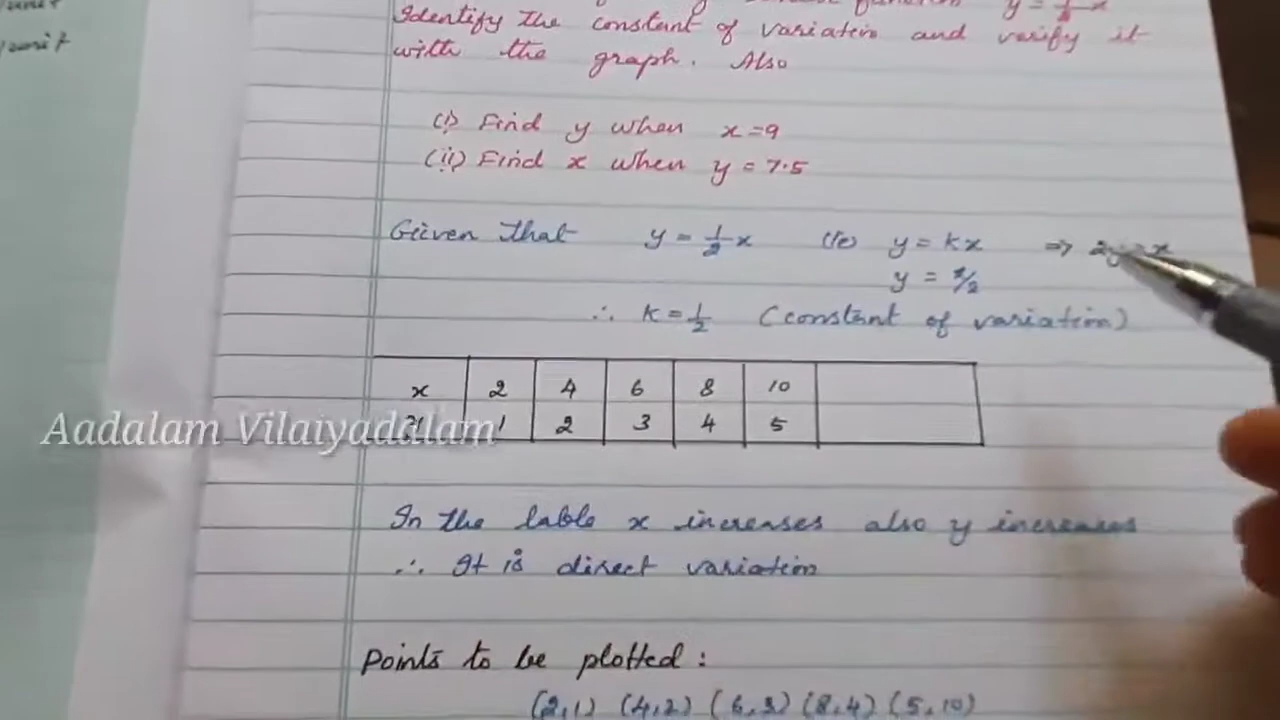 y = 1/2 x
Identify the constant of variation and verify it
with the graph. Also
(i) Find y when x = 9
(ii) Find x when y = 7.5
Given that y = 1/2 x (ie) y = kx ⇒ 2y = x
y = x/2
∴ k = 1/2 (constant of variation)
x 2 4 6 8 10
y 1 2 3 4 5
Aadalam Vilaiyadalam
In the table x increases also y increases
∴ It is direct variation
Points to be plotted :
(2,1) (4,2) (6,3) (8,4) (5,10)